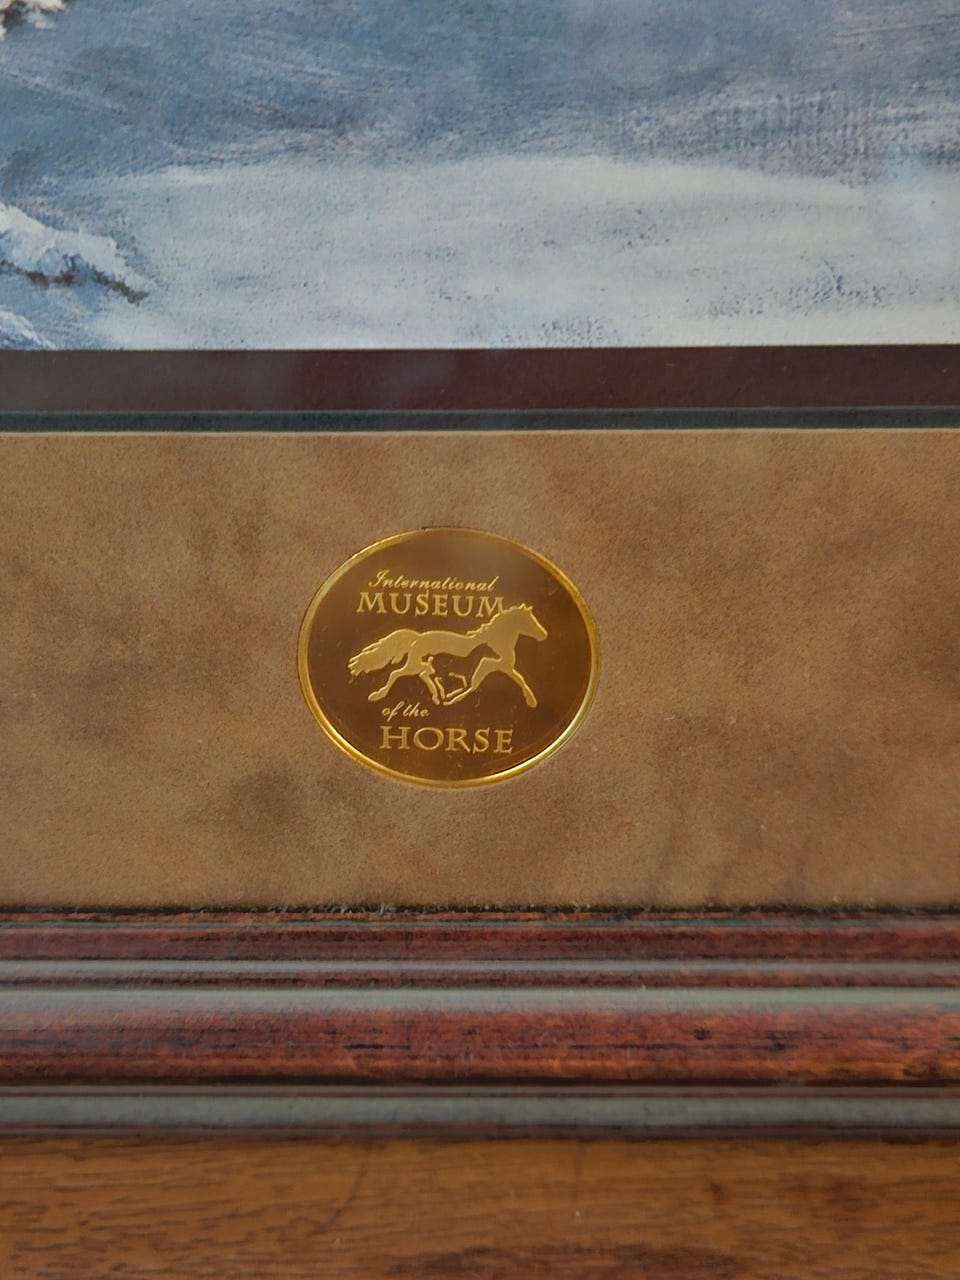 International
MUSEUM
of the
HORSE